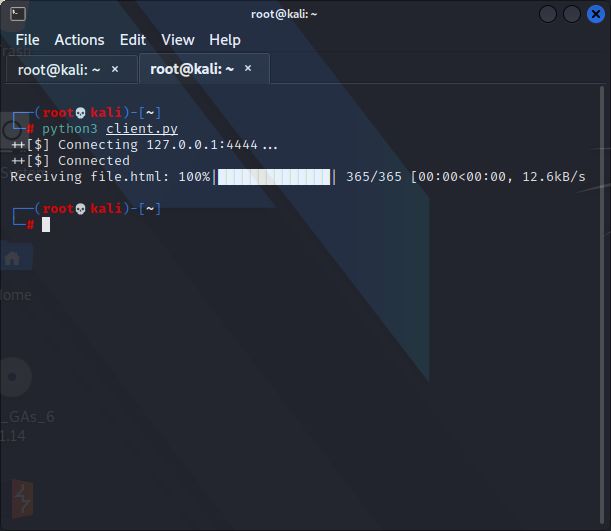 root@kali: ~
File Actions Edit View Help
root@kali: ~ × root@kali: ~ ×
┌──(root💀kali)-[~]
└─# python3 client.py
++[$] Connecting 127.0.0.1:4444...
++[$] Connected
Receiving file.html: 100%|████████████████| 365/365 [00:00<00:00, 12.6kB/s
┌──(root💀kali)-[~]
└─#
ome
_GAs_6
1.14